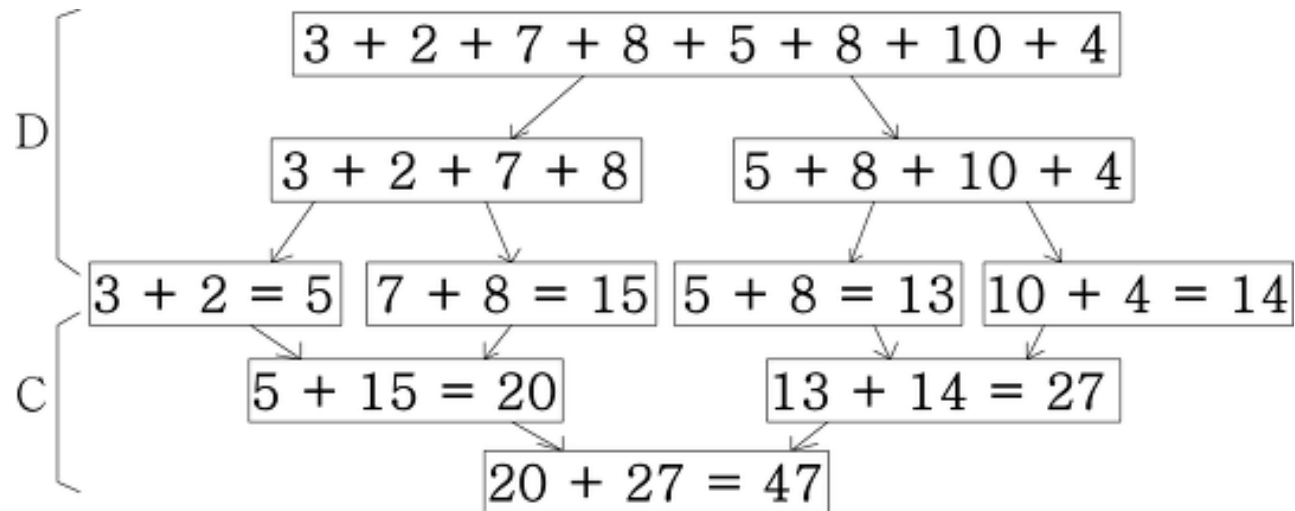 3 + 2 + 7 + 8 + 5 + 8 + 10 + 4
D
3 + 2 + 7 + 8
5 + 8 + 10 + 4
3 + 2 = 5
7 + 8 = 15
5 + 8 = 13
10 + 4 = 14
C
5 + 15 = 20
13 + 14 = 27
20 + 27 = 47